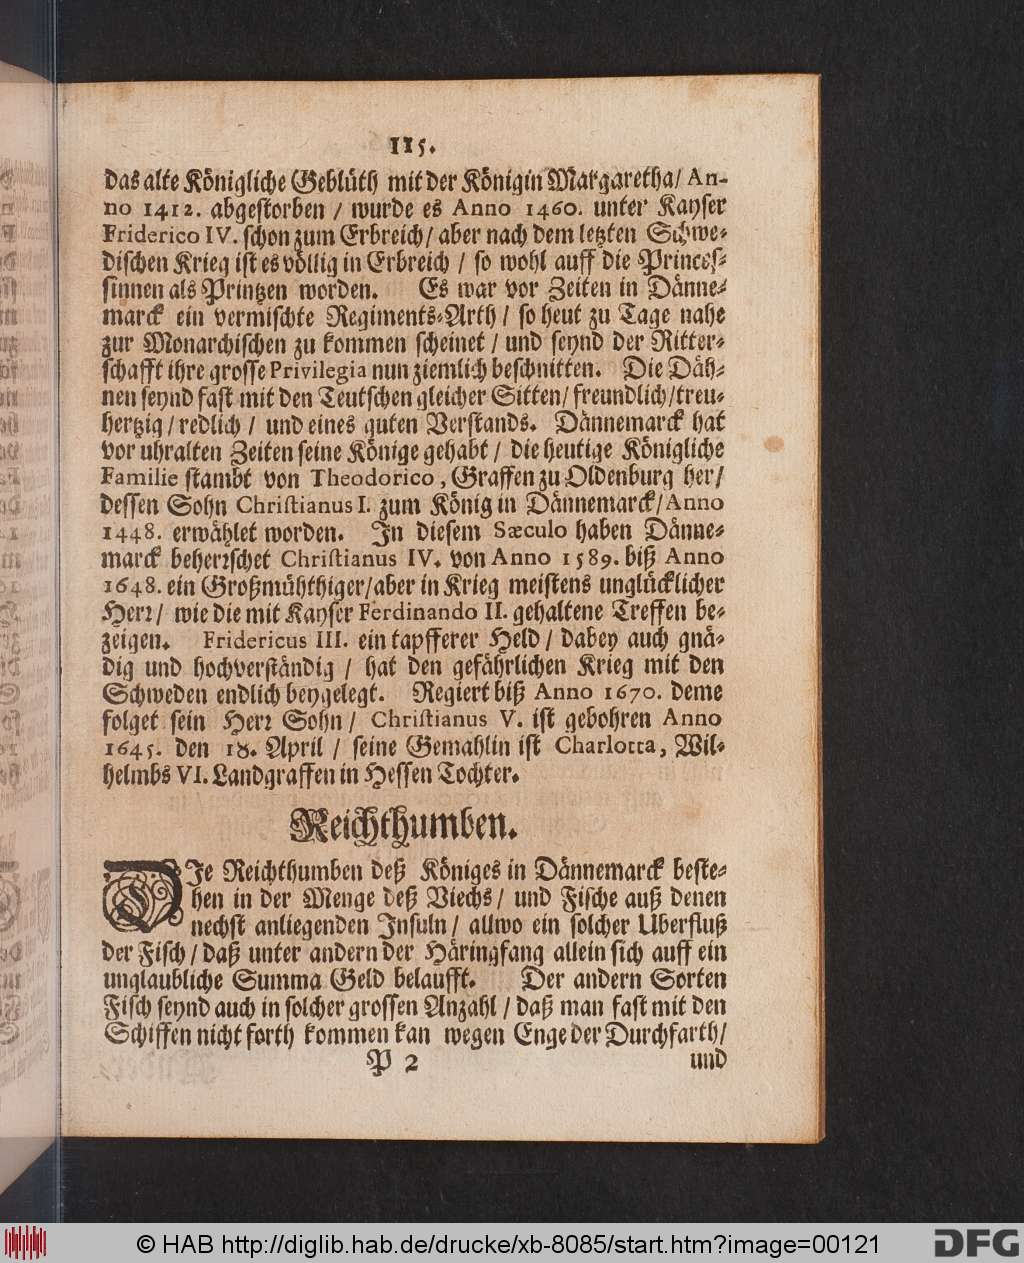 115.
das alte Königliche Geblüth mit der Königin Margaretha/ An-
no 1412. abgestorben / wurde es Anno 1460. unter Kayser
Friderico IV. schon zum Erbreich/ aber nach dem letzten Schwe-
dischen Krieg ist es völlig in Erbreich / so wohl auff die Princes-
sinnen als Printzen worden. Es war vor Zeiten in Dänne-
marck ein vermischte Regiments-Arth / so heut zu Tage nahe
zur Monarchischen zu kommen scheinet / und seynd der Ritter-
schafft ihre grosse Privilegia nun ziemlich beschnitten. Die Däh-
nen seynd fast mit den Teutschen gleicher Sitten/ freundlich/treu-
hertzig / redlich / und eines guten Verstands. Dännemarck hat
vor uhralten Zeiten seine Könige gehabt / die heutige Königliche
Familie stambt von Theodorico, Graffen zu Oldenburg her/
dessen Sohn Christianus I. zum König in Dännemarck/ Anno
1448. erwählet worden. In diesem Sæculo haben Dänne-
marck beherrschet Christianus IV. von Anno 1589. biß Anno
1648. ein Großmühthiger/aber in Krieg meistens unglücklicher
Herr/ wie die mit Kayser Ferdinando II. gehaltene Treffen be-
zeigen. Fridericus III. ein tapfferer Held / dabey auch gnä-
dig und hochverständig / hat den gefährlichen Krieg mit den
Schweden endlich beygelegt. Regiert biß Anno 1670. deme
folget sein Herr Sohn / Christianus V. ist gebohren Anno
1645. den 18. April / seine Gemahlin ist Charlotta, Wil-
helmbs VI. Landgraffen in Hessen Tochter.
Reichthumben.
DIe Reichthumben deß Königes in Dännemarck beste-
hen in der Menge deß Viechs / und Fische auß denen
nechst anliegenden Insuln / allwo ein solcher Uberfluß
der Fisch / daß unter andern der Häringfang allein sich auff ein
unglaubliche Summa Geld belaufft. Der andern Sorten
Fisch seynd auch in solcher grossen Anzahl / daß man fast mit den
Schiffen nicht forth kommen kan wegen Enge der Durchfarth/
P 2 und
© HAB http://diglib.hab.de/drucke/xb-8085/start.htm?image=00121
DFG